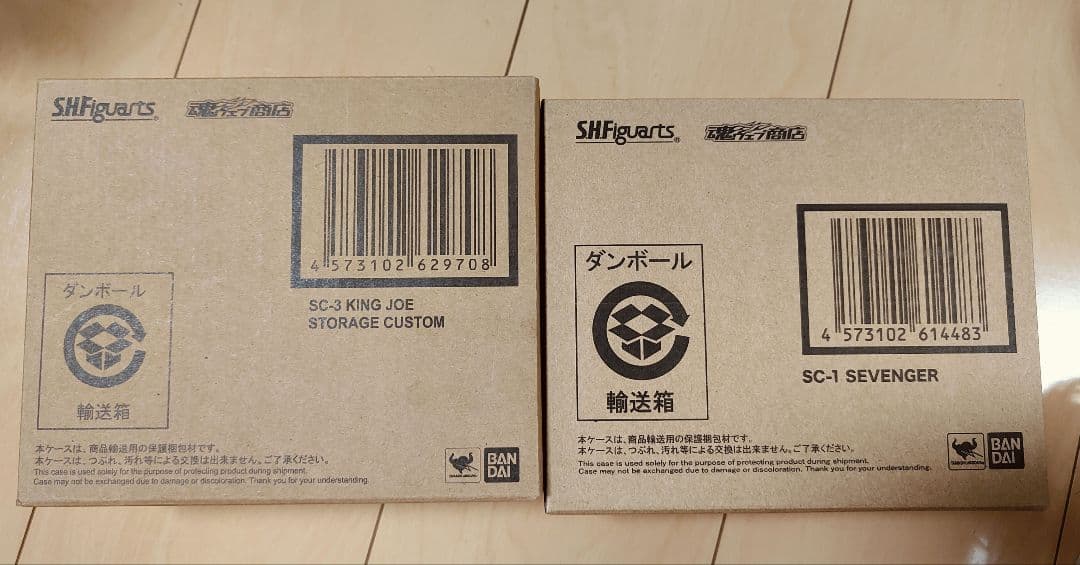 S.H.Figuarts
魂ウェブ商店
4 573102 629708
SC-3 KING JOE
STORAGE CUSTOM
ダンボール
輸送箱
本ケースは、商品輸送用の保護梱包材です。
本ケースは、つぶれ、汚れ等による交換は出来ません。ご了承ください。
This case is used solely for the purpose of protecting product during shipment.
Case may not be exchanged due to damage or discoloration. Thank you for your understanding.
BAN
DAI
S.H.Figuarts
魂ウェブ商店
4 573102 614483
SC-1 SEVENGER
ダンボール
輸送箱
本ケースは、商品輸送用の保護梱包材です。
本ケースは、つぶれ、汚れ等による交換は出来ません。ご了承ください。
This case is used solely for the purpose of protecting product during shipment.
Case may not be exchanged due to damage or discoloration. Thank you for your understanding.
BAN
DAI